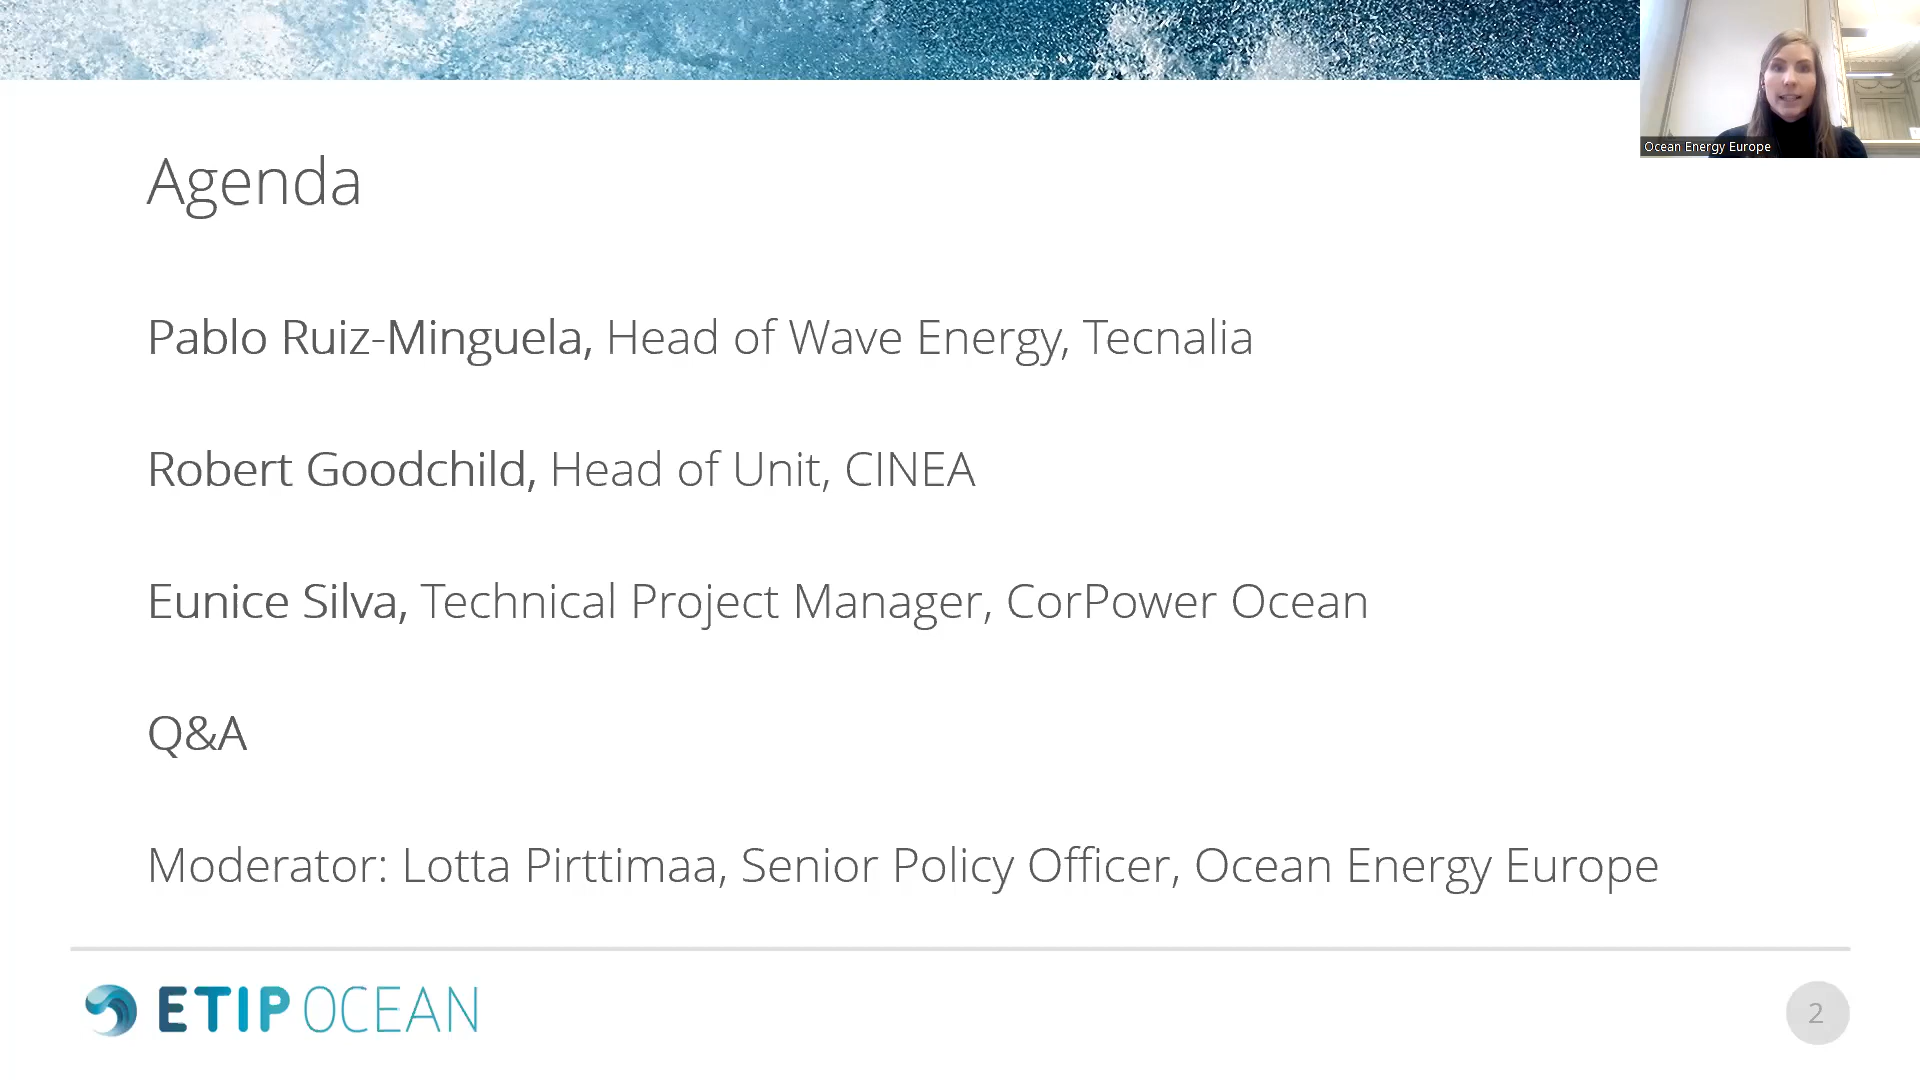 Ocean Energy Europe
Agenda
Pablo Ruiz-Minguela, Head of Wave Energy, Tecnalia
Robert Goodchild, Head of Unit, CINEA
Eunice Silva, Technical Project Manager, CorPower Ocean
Q&A
Moderator: Lotta Pirttimaa, Senior Policy Officer, Ocean Energy Europe
ETIP OCEAN
2